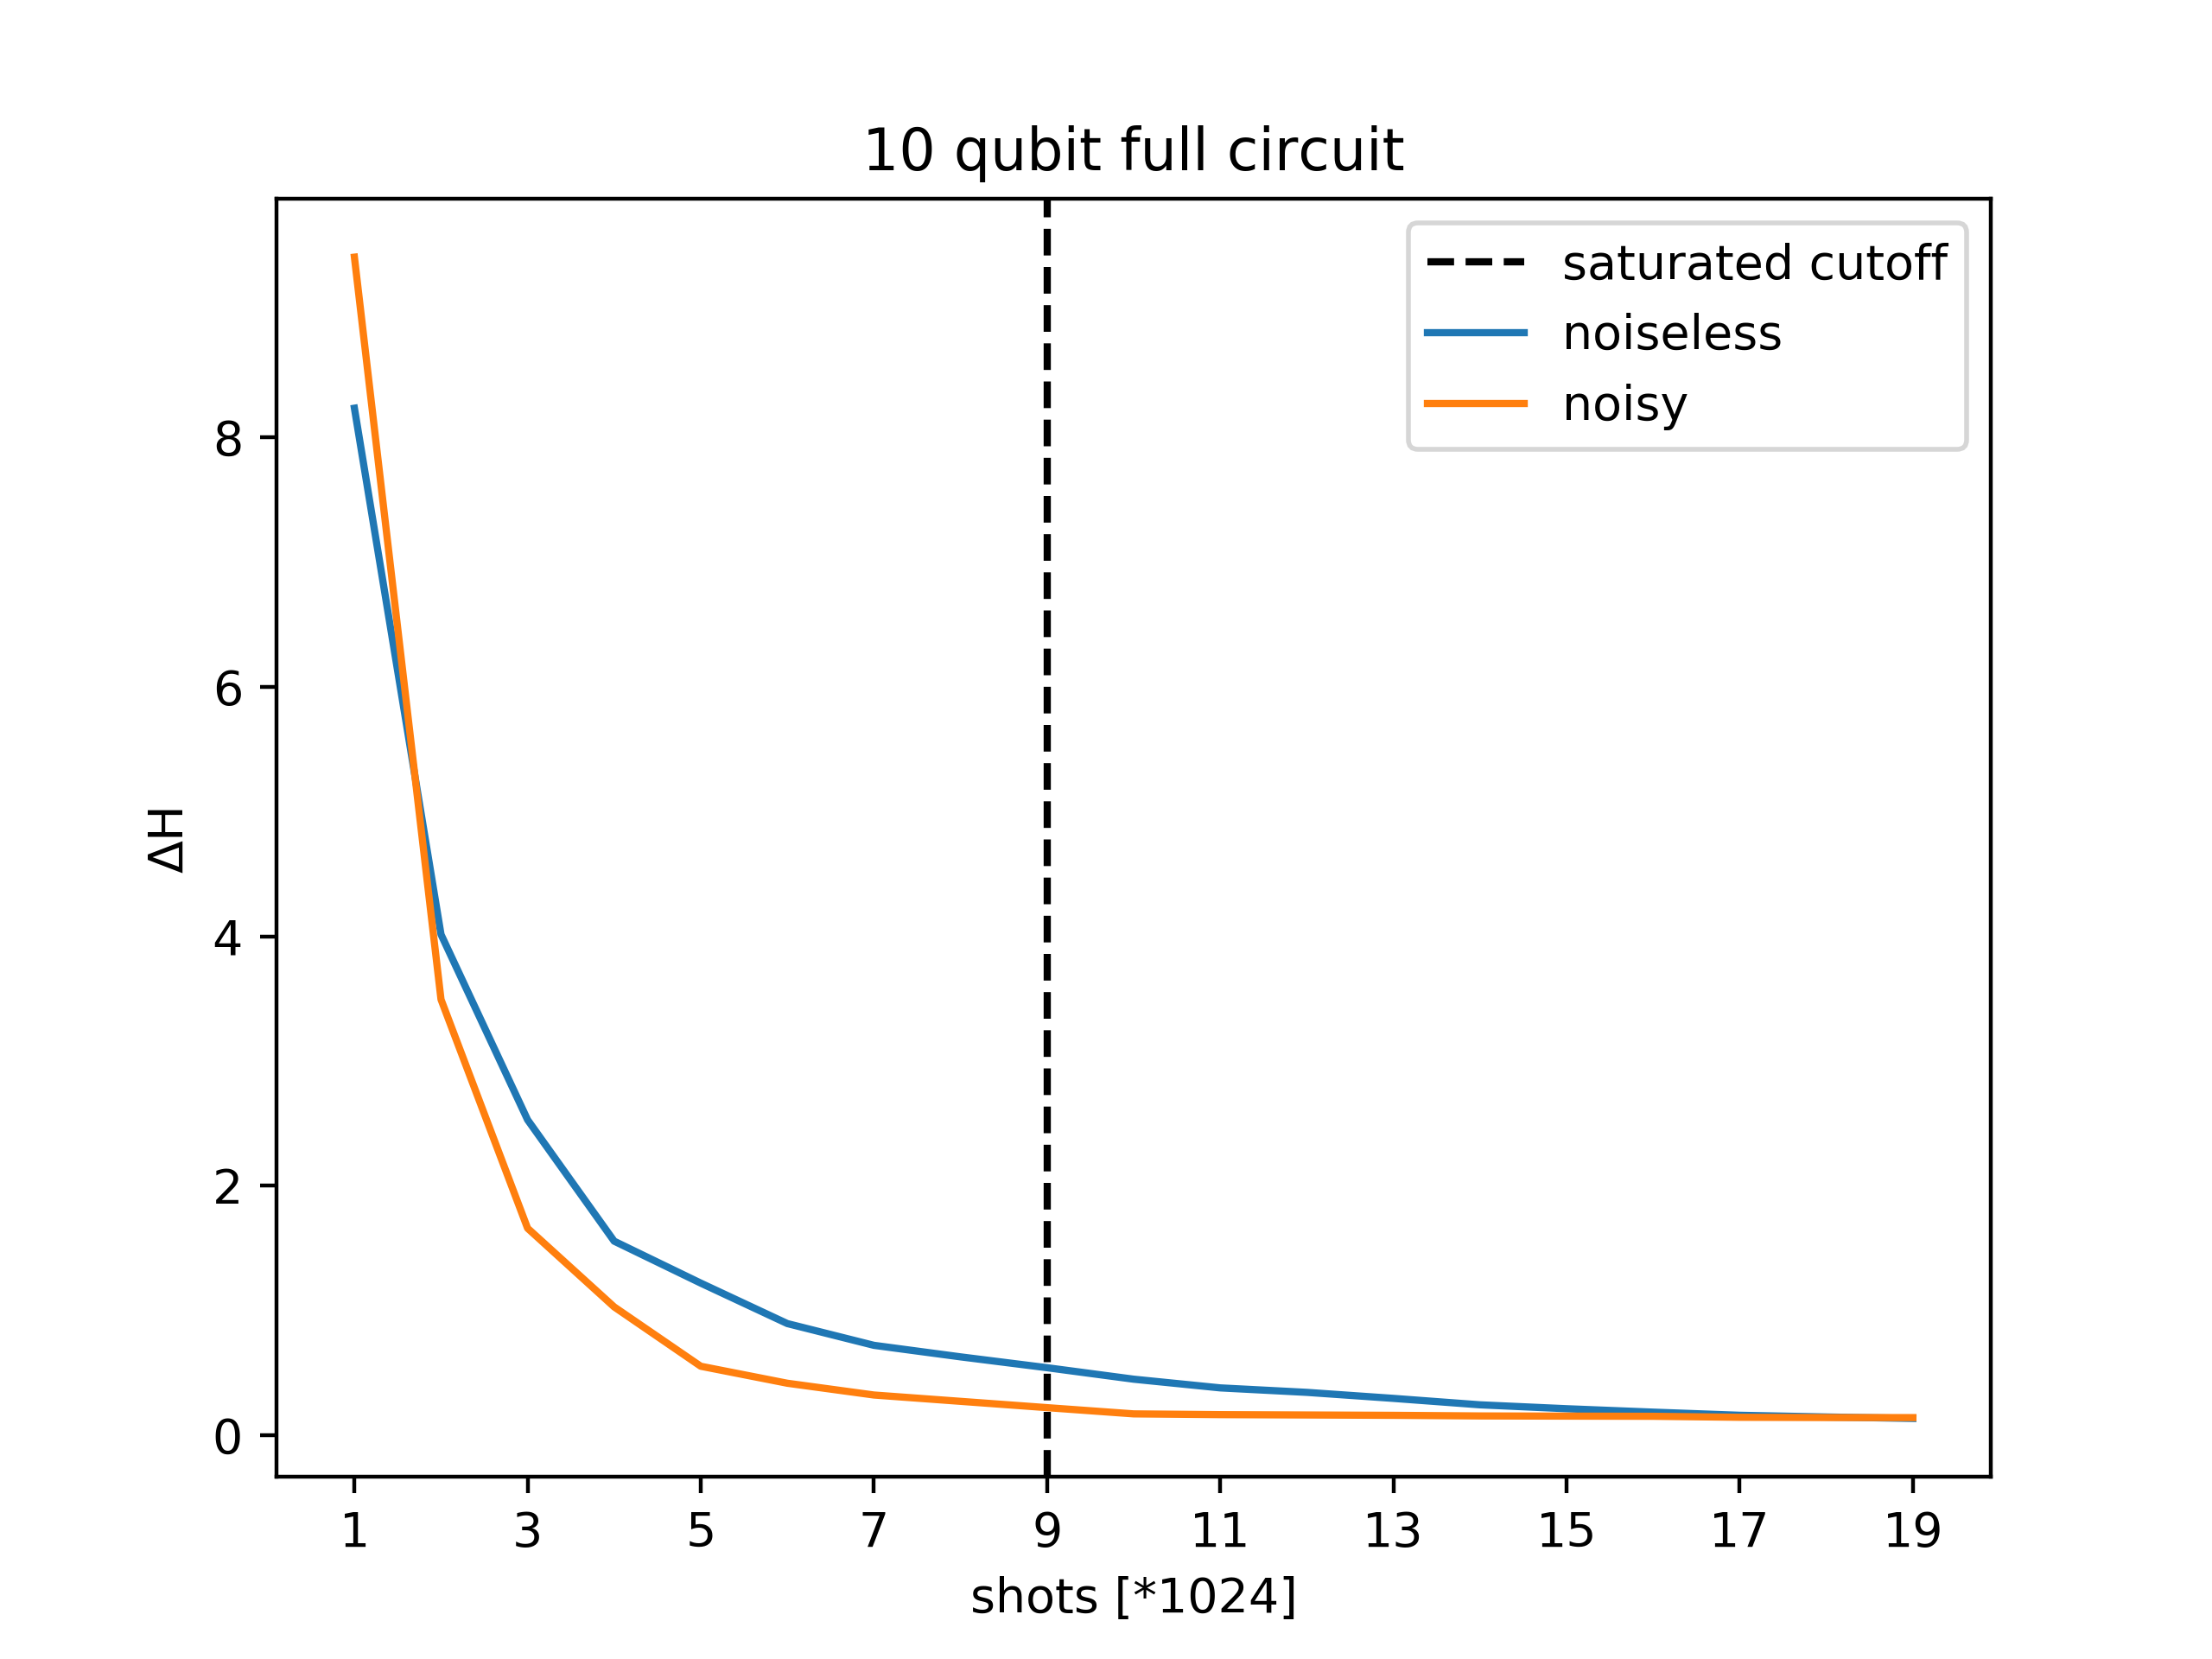 10 qubit full circuit
saturated cutoff
noiseless
noisy
ΔH
8
6
4
2
0
1 3 5 7 9 11 13 15 17 19
shots [*1024]